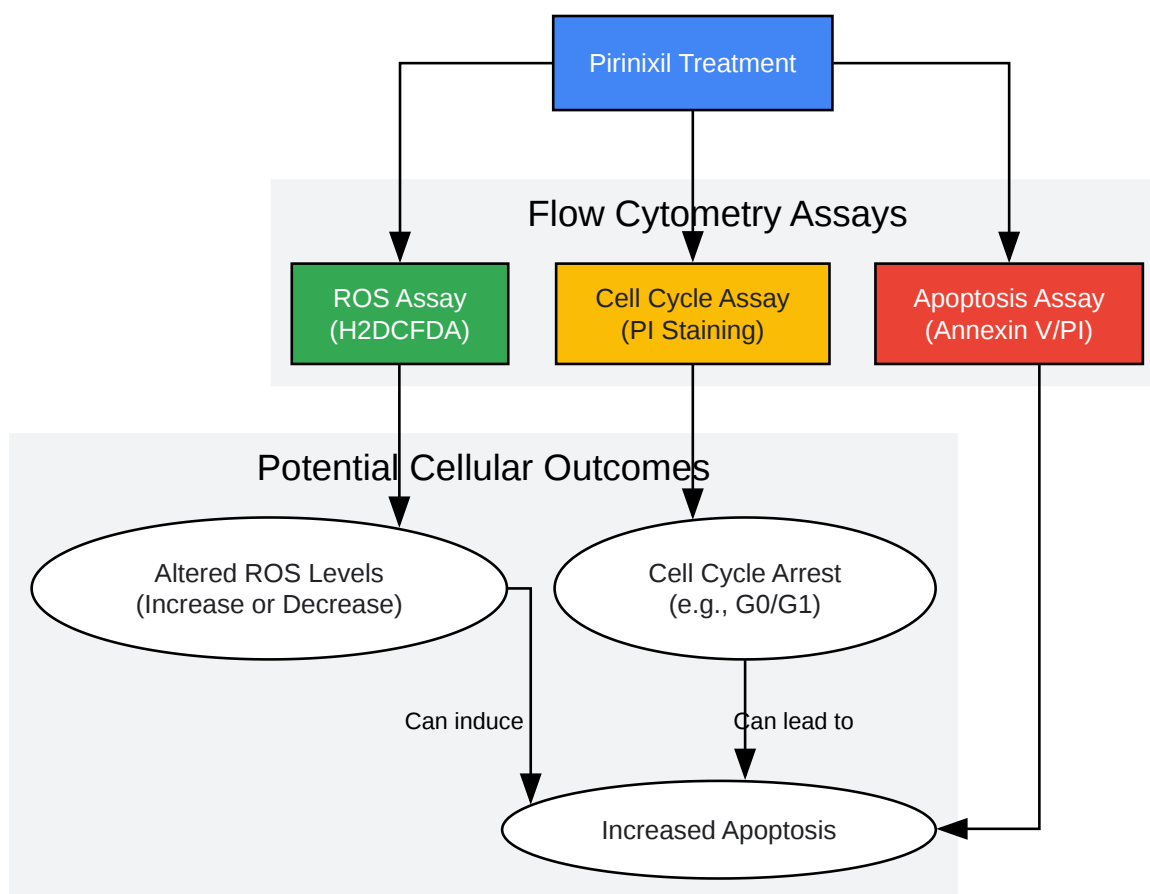 Pirinixil Treatment
Flow Cytometry Assays
ROS Assay
(H2DCFDA)
Cell Cycle Assay
(PI Staining)
Apoptosis Assay
(Annexin V/PI)
Potential Cellular Outcomes
Altered ROS Levels
(Increase or Decrease)
Cell Cycle Arrest
(e.g., G0/G1)
Can induce
Can lead to
Increased Apoptosis